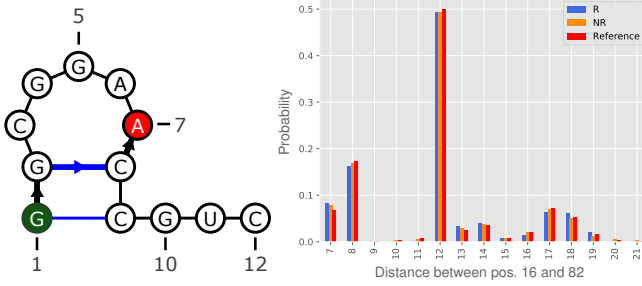 5
G
G
A
C
A
7
G
C
G
C
G
U
C
1
10
12
R
NR
Reference
Probability
0.5
0.4
0.3
0.2
0.1
0.0
7 8 9 10 11 12 13 14 15 16 17 18 19 20 21
Distance between pos. 16 and 82